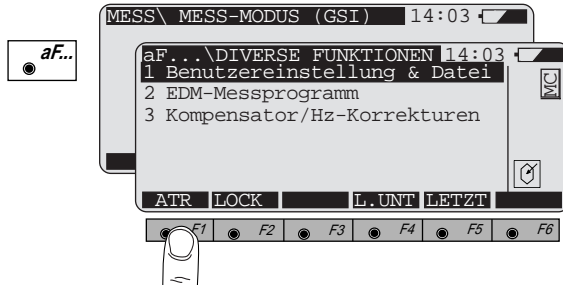 MESS\ MESS-MODUS (GSI) 14:03
aF...
aF...\DIVERSE FUNKTIONEN 14:03
1 Benutzereinstellung & Datei
2 EDM-Messprogramm
3 Kompensator/Hz-Korrekturen
MC
ATR LOCK L.UNT LETZT
F1 F2 F3 F4 F5 F6